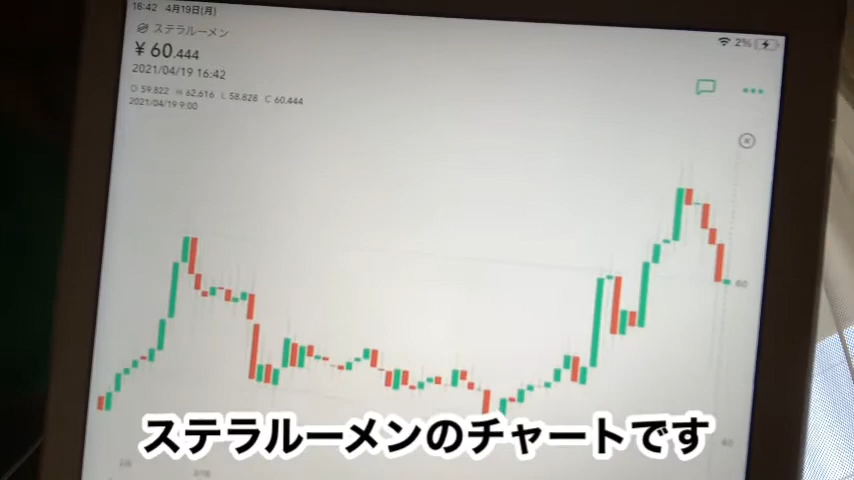 16:42 4月19日(月)
2%
ステラルーメン
¥60.444
2021/04/19 16:42
O 59.822 H 62.616 L 58.828 C 60.444
2021/04/19 9:00
60
ステラルーメンのチャートです